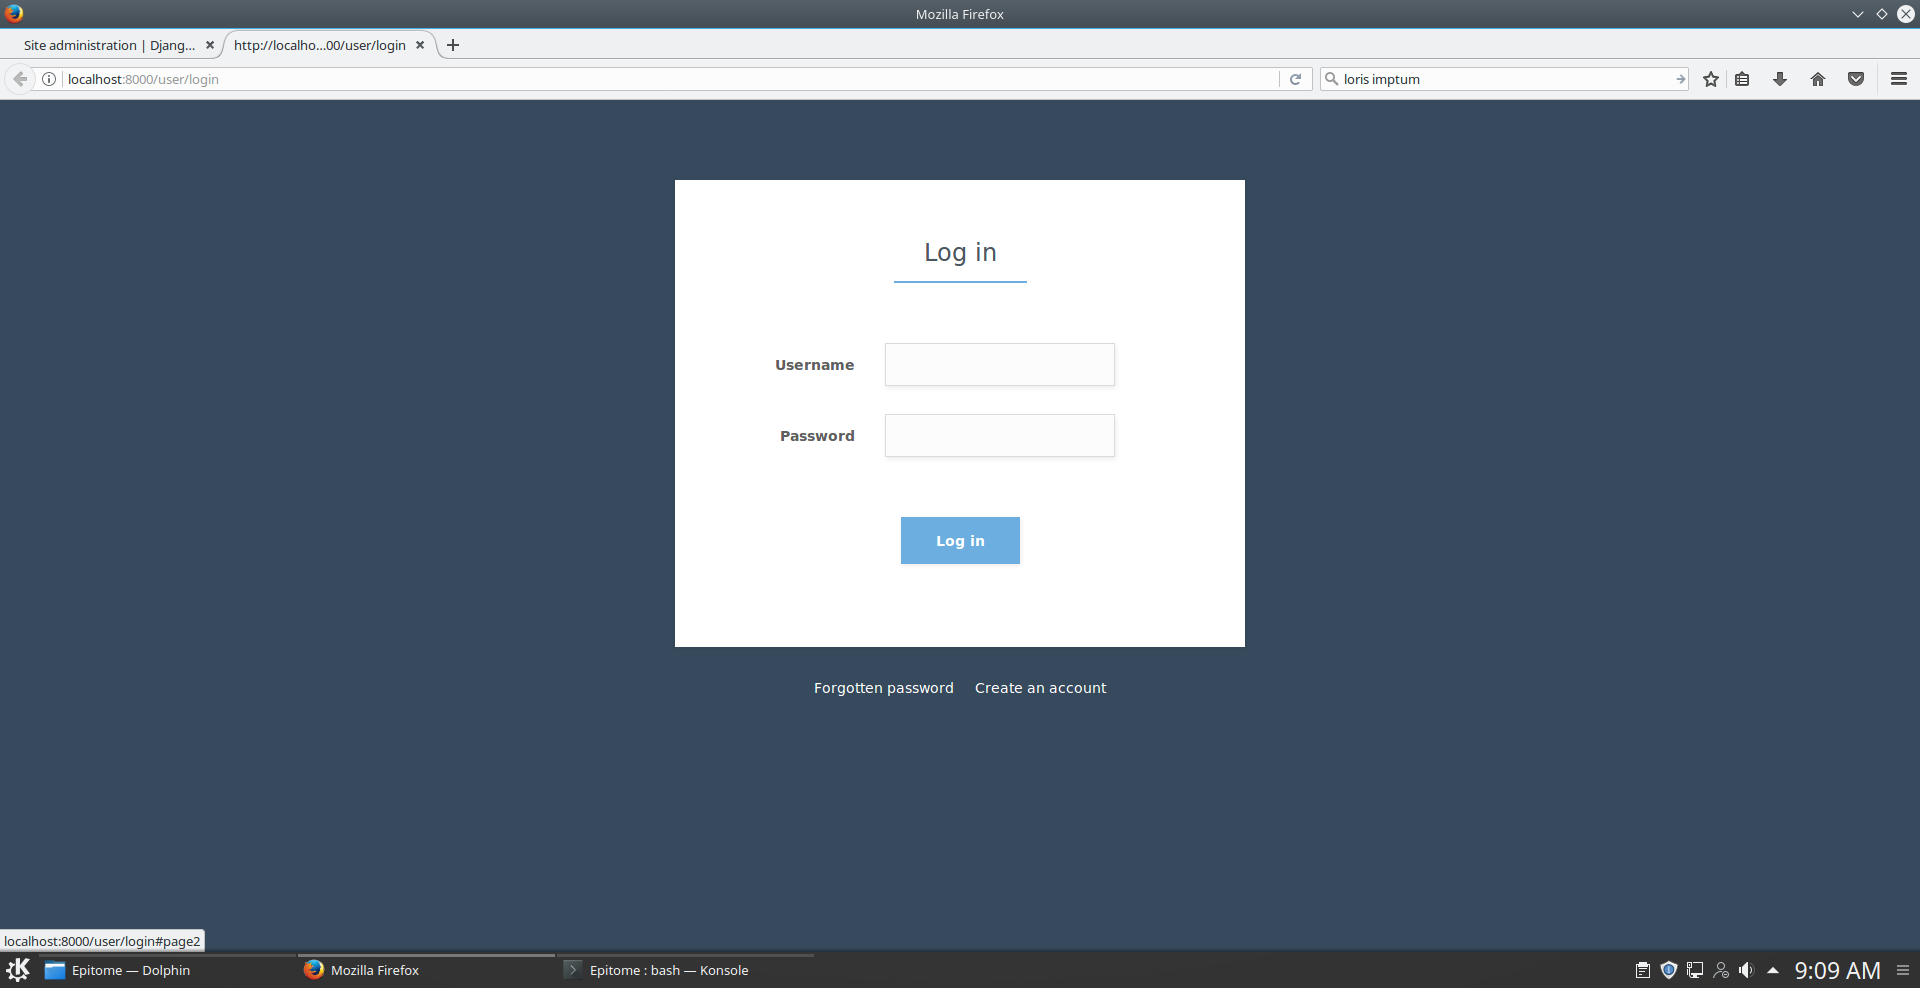 Mozilla Firefox
Site administration | Djang...
http://localho...00/user/login
localhost:8000/user/login
loris imptum
Log in
Username
Password
Log in
Forgotten password
Create an account
localhost:8000/user/login#page2
Epitome — Dolphin
Mozilla Firefox
Epitome : bash — Konsole
9:09 AM